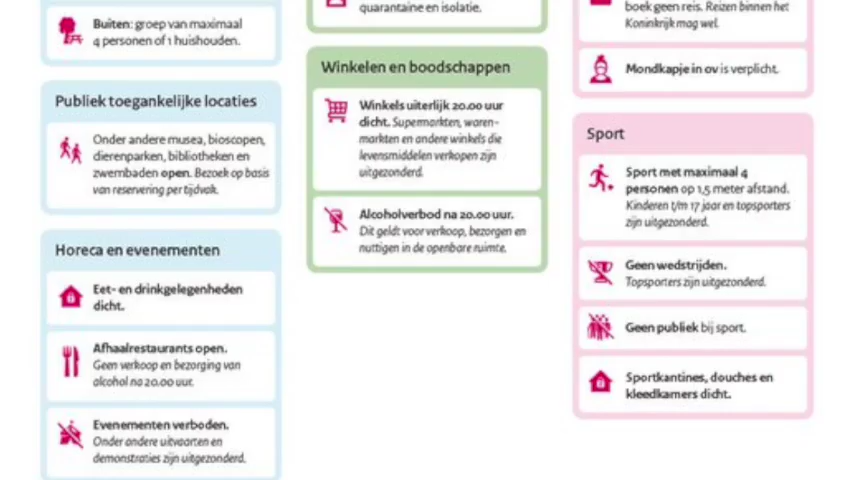 Buiten: groep van maximaal
4 personen of 1 huishouden.
Publiek toegankelijke locaties
Onder andere musea, bioscopen,
dierenparken, bibliotheken en
zwembaden open. Bezoek op basis
van reservering per tijdvak.
Horeca en evenementen
Eet- en drinkgelegenheden
dicht.
Afhaalrestaurants open.
Geen verkoop en bezorging van
alcohol na 20.00 uur.
Evenementen verboden.
Onder andere uitvaarten en
demonstraties zijn uitgezonderd.
quarantaine en isolatie.
Winkelen en boodschappen
Winkels uiterlijk 20.00 uur
dicht. Supermarkten, waren-
markten en andere winkels die
levensmiddelen verkopen zijn
uitgezonderd.
Alcoholverbod na 20.00 uur.
Dit geldt voor verkoop, bezorgen en
nuttigen in de openbare ruimte.
boek geen reis. Reizen binnen het
Koninkrijk mag wel.
Mondkapje in ov is verplicht.
Sport
Sport met maximaal 4
personen op 1,5 meter afstand.
Kinderen t/m 17 jaar en topsporters
zijn uitgezonderd.
Geen wedstrijden.
Topsporters zijn uitgezonderd.
Geen publiek bij sport.
Sportkantines, douches en
kleedkamers dicht.